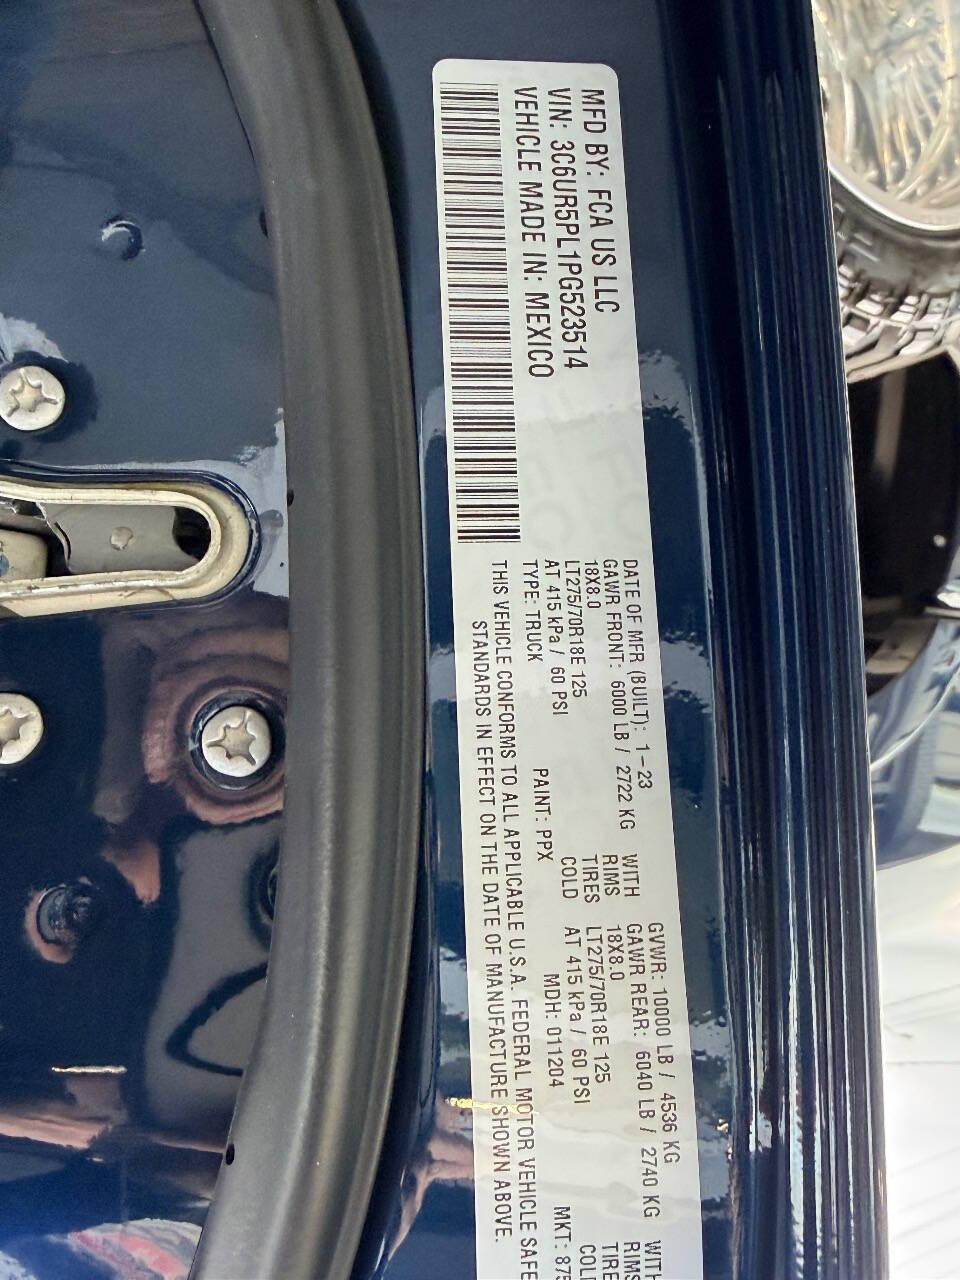 MFD BY: FCA US LLC
VIN: 3C6UR5PL1PG523514
VEHICLE MADE IN: MEXICO
DATE OF MFR (BUILT): 1-23 GVWR: 10000 LB / 4536 KG
GAWR FRONT: 6000 LB / 2722 KG WITH GAWR REAR: 6040 LB / 2740 KG WITH
18X8.0 RIMS 18X8.0 RIMS
LT275/70R18E 125 TIRES LT275/70R18E 125 TIRE
AT 415 kPa / 60 PSI COLD AT 415 kPa / 60 PSI COL
TYPE: TRUCK PAINT: PPX MDH: 011204 MKT: 875
THIS VEHICLE CONFORMS TO ALL APPLICABLE U.S.A. FEDERAL MOTOR VEHICLE SAFE
STANDARDS IN EFFECT ON THE DATE OF MANUFACTURE SHOWN ABOVE.